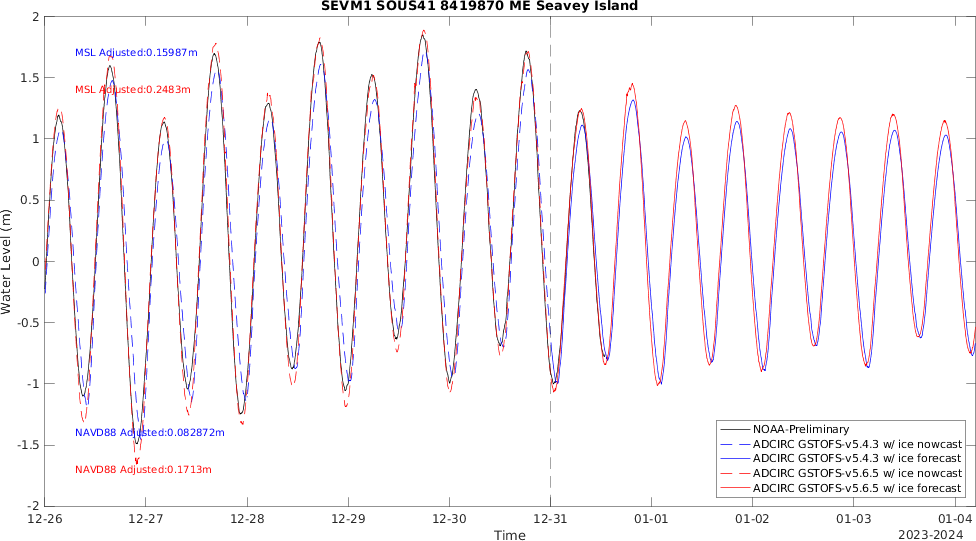 SEVM1 SOUS41 8419870 ME Seavey Island
2
1.5
1
0.5
0
-0.5
-1
-1.5
-2
Water Level (m)
MSL Adjusted:0.15987m
MSL Adjusted:0.2483m
NAVD88 Adjusted:0.082872m
NAVD88 Adjusted:0.1713m
NOAA-Preliminary
ADCIRC GSTOFS-v5.4.3 w/ ice nowcast
ADCIRC GSTOFS-v5.4.3 w/ ice forecast
ADCIRC GSTOFS-v5.6.5 w/ ice nowcast
ADCIRC GSTOFS-v5.6.5 w/ ice forecast
12-26 12-27 12-28 12-29 12-30 12-31 01-01 01-02 01-03 01-04
Time
2023-2024